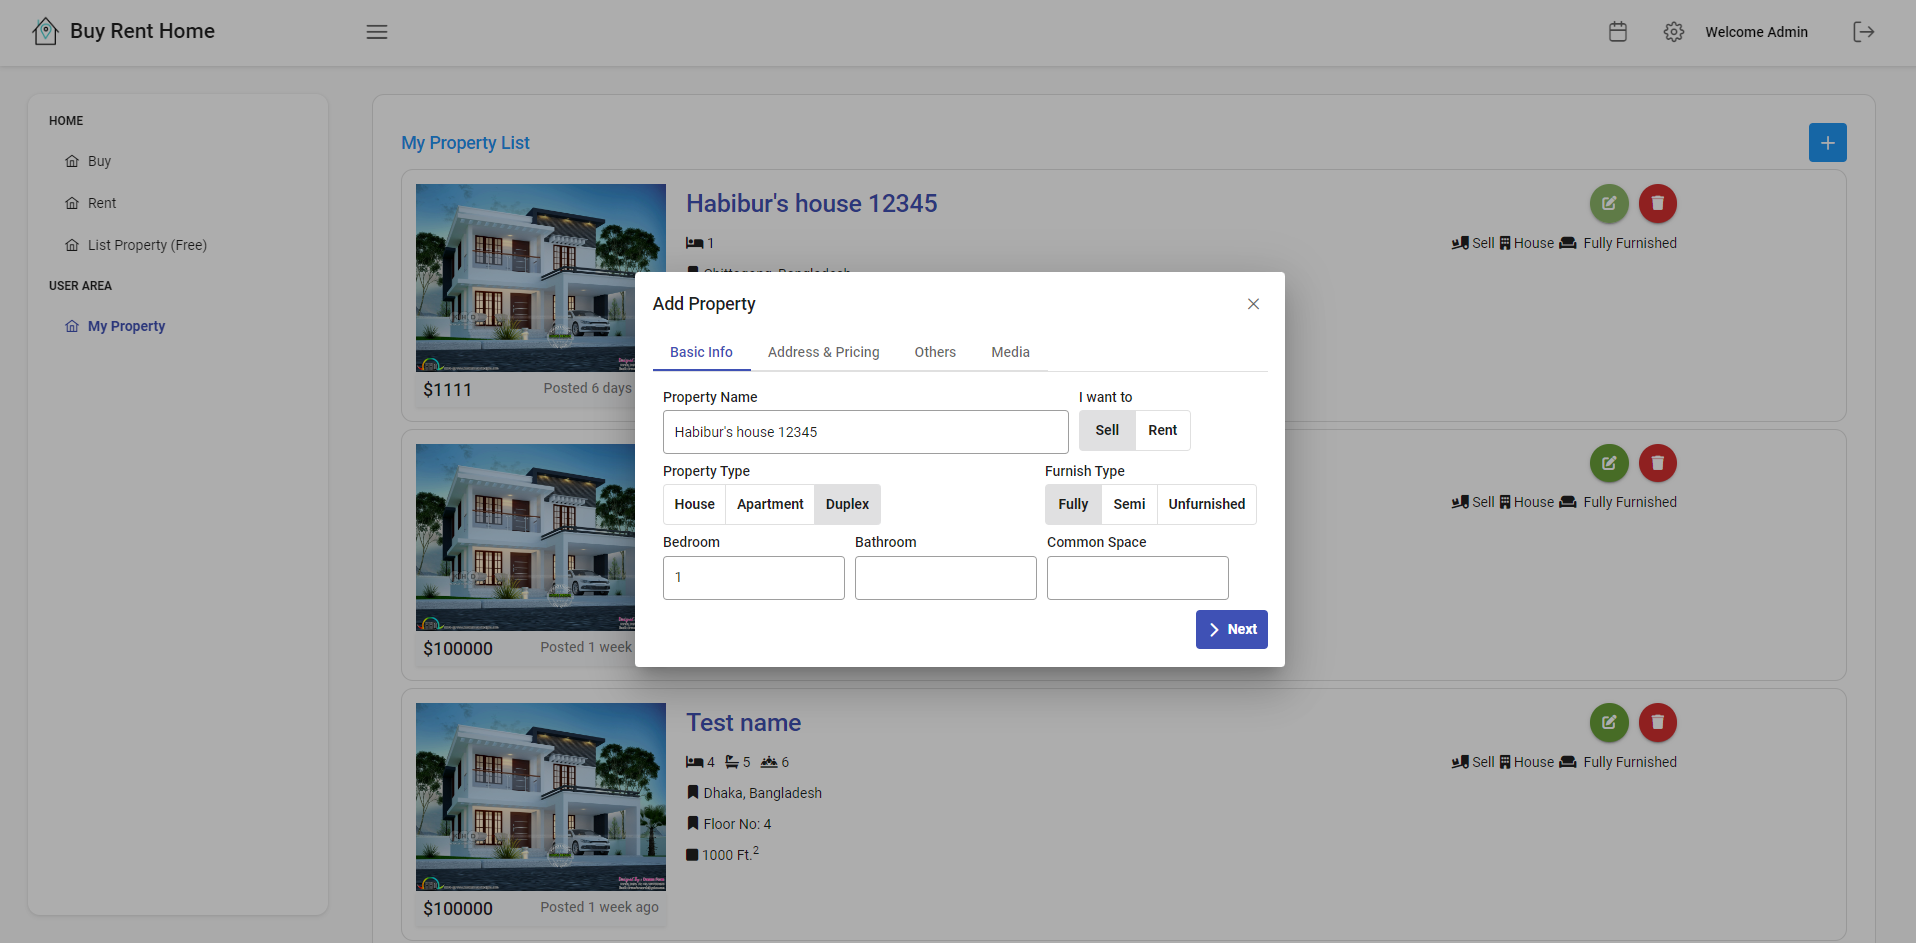 Buy Rent Home
Welcome Admin
HOME
Buy
Rent
List Property (Free)
USER AREA
My Property
My Property List
Habibur's house 12345
1
Sell House Fully Furnished
Chittagong, Bangladesh
$1111 Posted 6 days
Add Property
Basic Info Address & Pricing Others Media
Property Name I want to
Habibur's house 12345 Sell Rent
Property Type Furnish Type
House Apartment Duplex Fully Semi Unfurnished
Bedroom Bathroom Common Space
1
Next
Sell House Fully Furnished
$100000 Posted 1 week
Test name
4 5 6
Sell House Fully Furnished
Dhaka, Bangladesh
Floor No: 4
1000 Ft.2
$100000 Posted 1 week ago